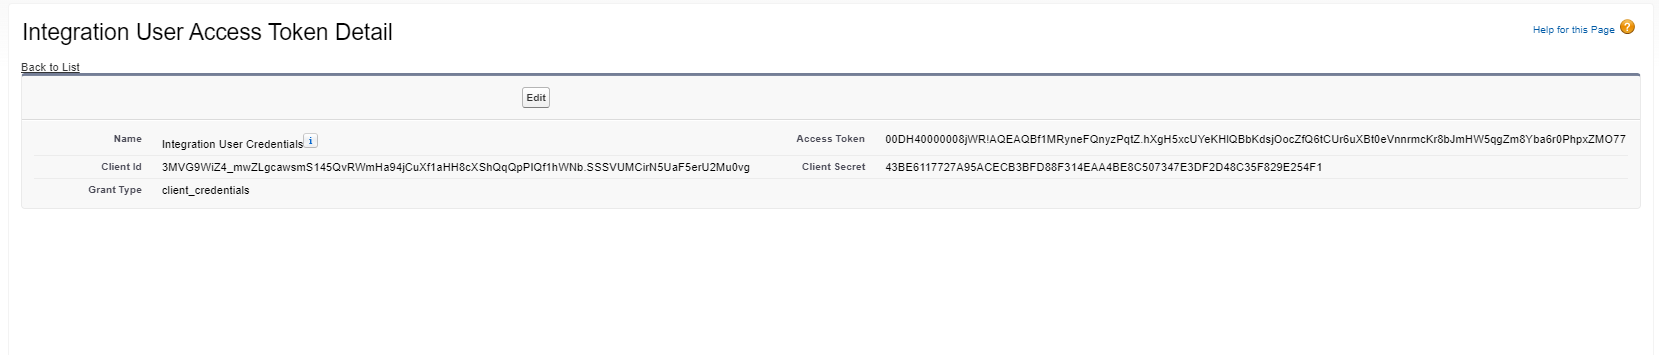 Integration User Access Token Detail
Help for this Page ?
Back to List
Edit
Name Integration User Credentials i Access Token 00DH40000008jWR!AQEAQBf1MRyneFQnyzPqtZ.hXgH5xcUYeKHIQBbKdsjOocZfQ6tCUr6uXBt0eVnnrmcKr8bJmHW5qgZm8Yba6r0PhpxZMO77
Client Id 3MVG9WiZ4_mwZLgcawsmS145QvRWmHa94jCuXf1aHH8cXShQqQpPIQf1hWNb.SSSVUMCirN5UaF5erU2Mu0vg Client Secret 43BE6117727A95ACECB3BFD88F314EAA4BE8C507347E3DF2D48C35F829E254F1
Grant Type client_credentials